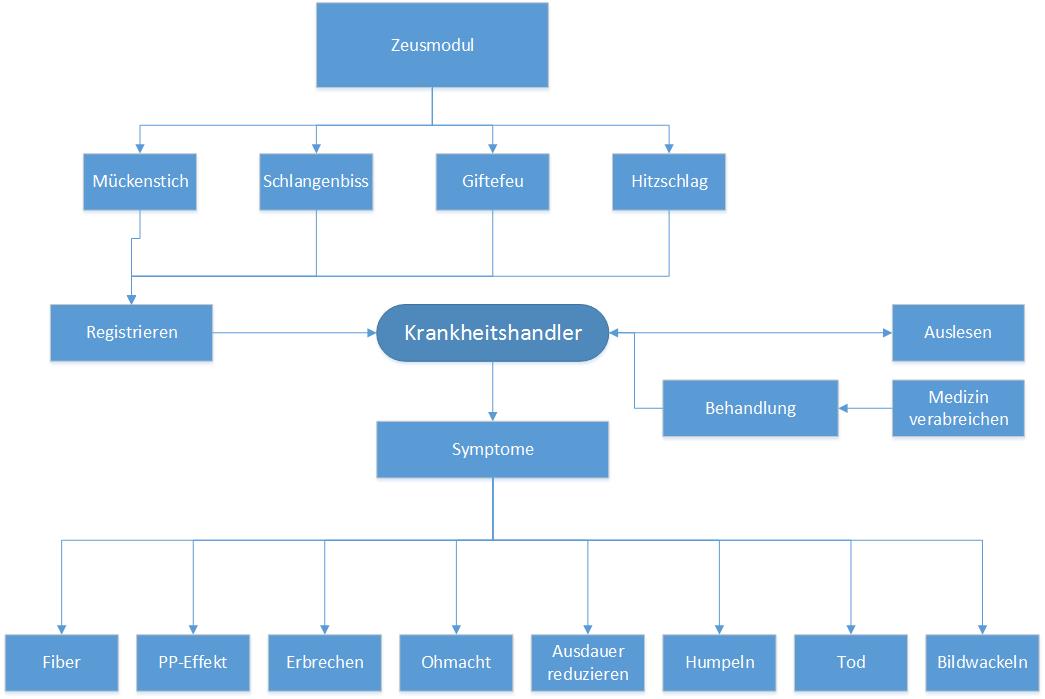 Zeusmodul
Mückenstich
Schlangenbiss
Giftefeu
Hitzschlag
Registrieren
Krankheitshandler
Auslesen
Behandlung
Medizin
verabreichen
Symptome
Fiber
PP-Effekt
Erbrechen
Ohmacht
Ausdauer
reduzieren
Humpeln
Tod
Bildwackeln